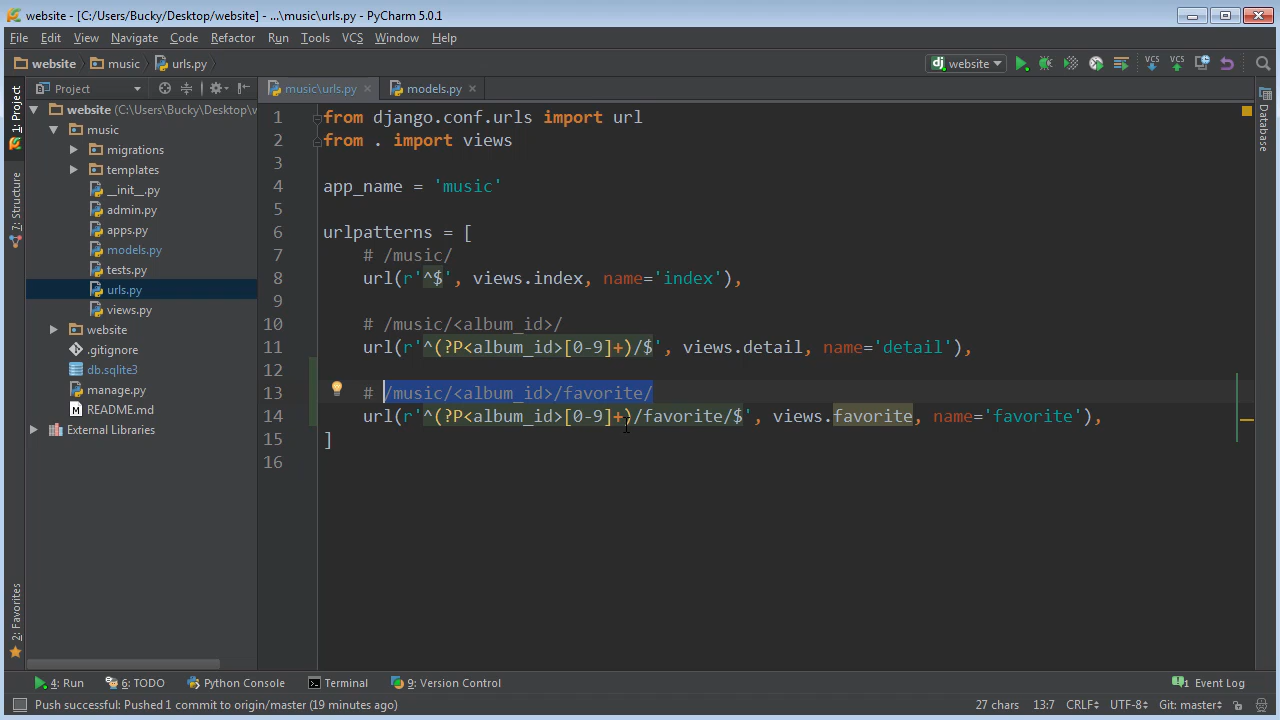 website - [C:/Users/Bucky/Desktop/website] - ...\music\urls.py - PyCharm 5.0.1
File Edit View Navigate Code Refactor Run Tools VCS Window Help
website music urls.py dj website VCS VCS
1: Project
7: Structure
2: Favorites
Project
website (C:\Users\Bucky\Desktop\w
music
migrations
templates
__init__.py
admin.py
apps.py
models.py
tests.py
urls.py
views.py
website
.gitignore
db.sqlite3
manage.py
README.md
External Libraries
music\urls.py models.py
1 from django.conf.urls import url
2 from . import views
3
4 app_name = 'music'
5
6 urlpatterns = [
7 # /music/
8 url(r'^$', views.index, name='index'),
9
10 # /music/<album_id>/
11 url(r'^(?P<album_id>[0-9]+)/$', views.detail, name='detail'),
12
13 # /music/<album_id>/favorite/
14 url(r'^(?P<album_id>[0-9]+)/favorite/$', views.favorite, name='favorite'),
15 ]
16
Database
4: Run 6: TODO Python Console Terminal 9: Version Control 1 Event Log
Push successful: Pushed 1 commit to origin/master (19 minutes ago) 27 chars 13:7 CRLF UTF-8 Git: master